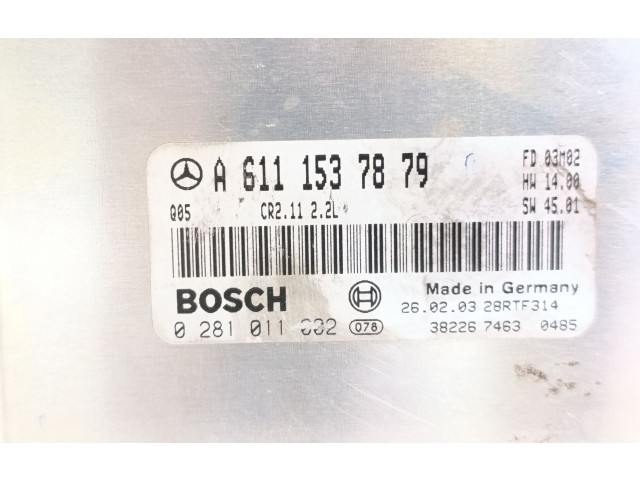 A 611 153 78 79
FD 03M02
HW 14.00
Q05 CR2.11 2.2L
SW 45.01
BOSCH
Made in Germany
26.02.03 28RTF314
0 281 011 078
38226 7463 0485